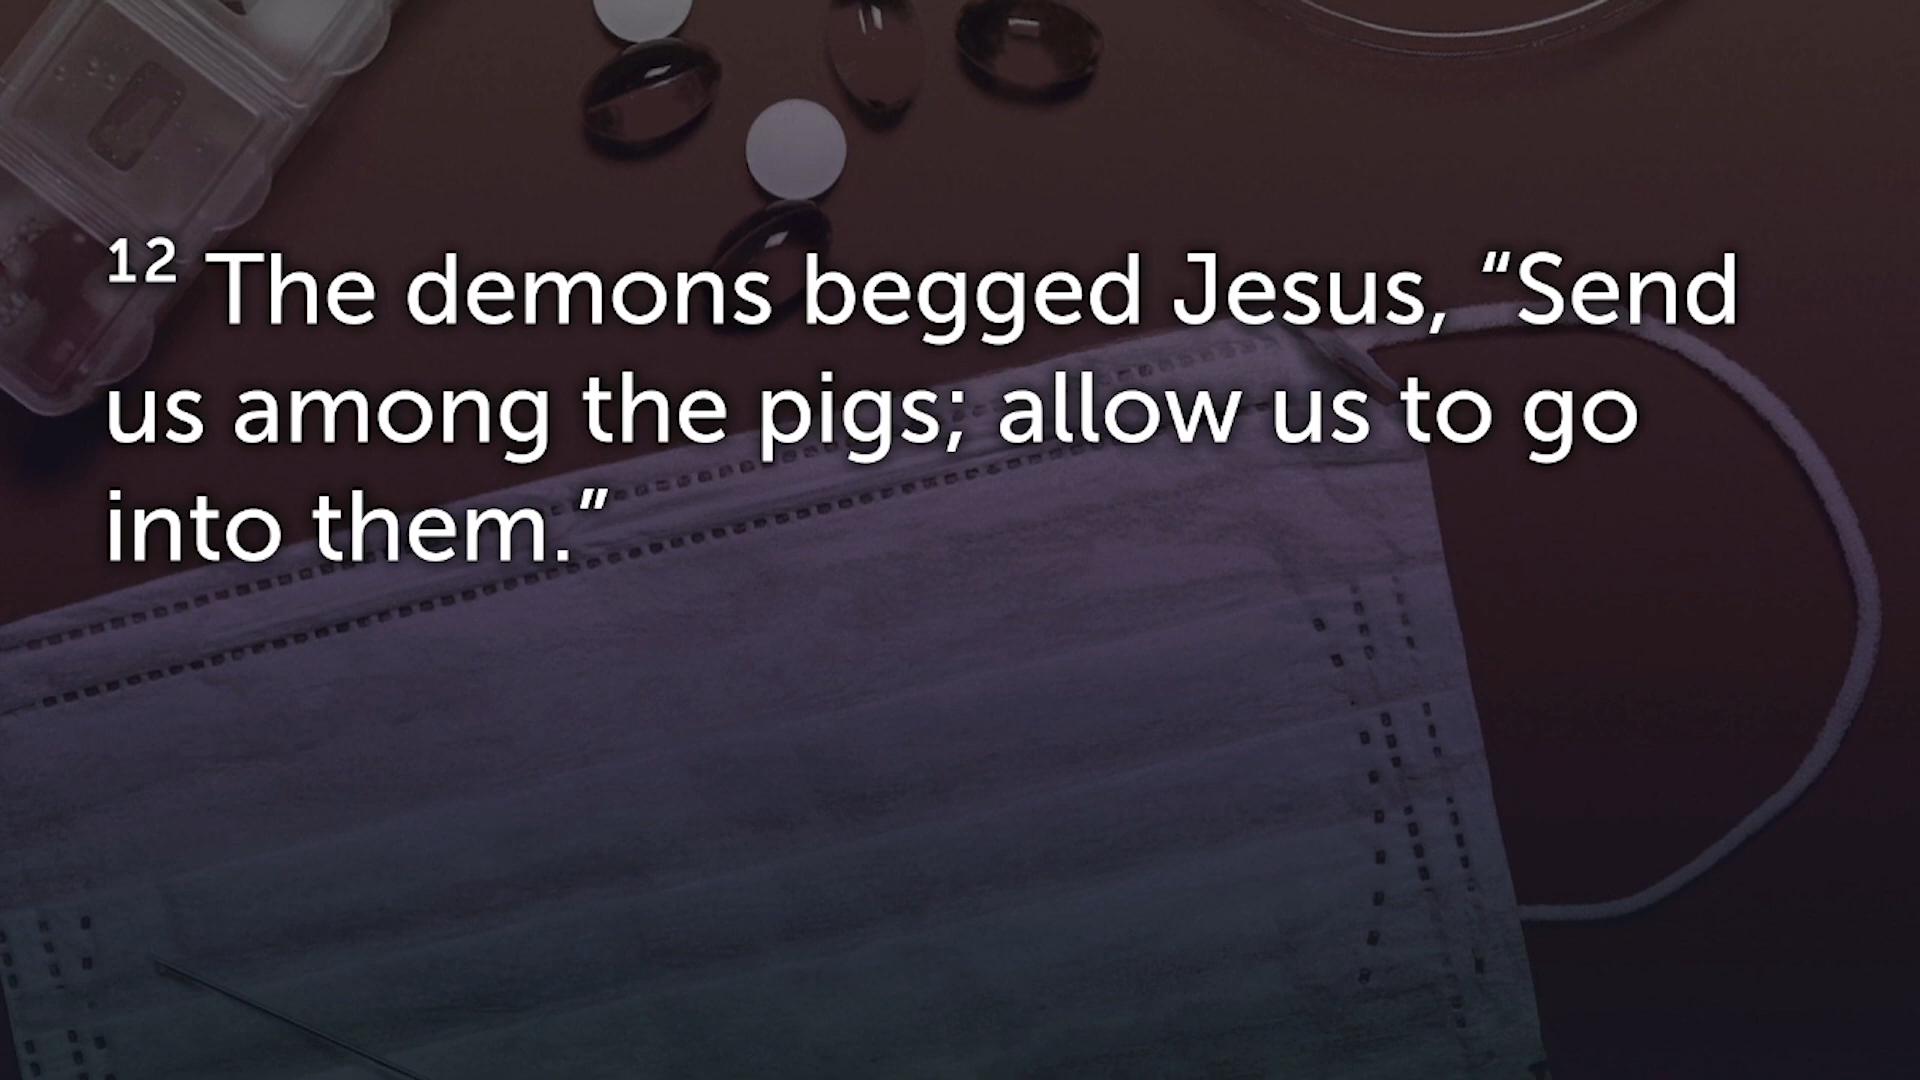 12 The demons begged Jesus, “Send
us among the pigs; allow us to go
into them.”